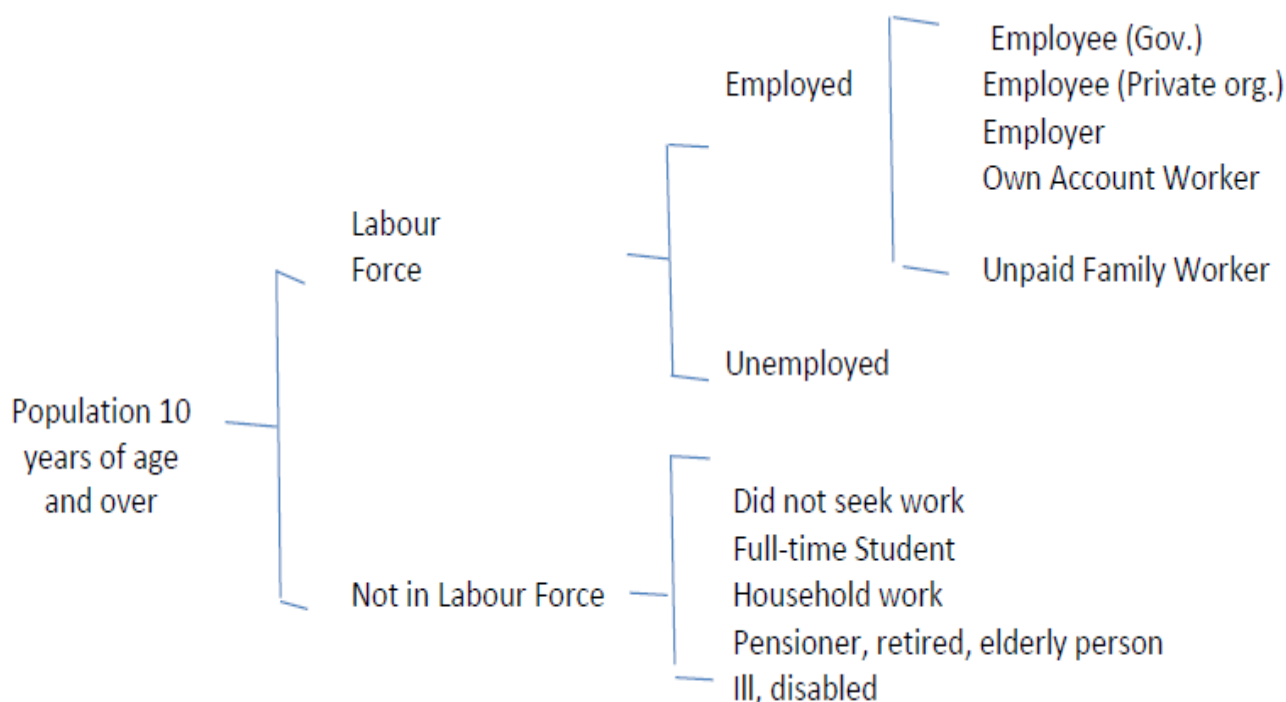 Employee (Gov.)
Employed
Employee (Private org.)
Employer
Own Account Worker
Labour
Force
Unpaid Family Worker
Unemployed
Population 10
years of age
and over
Did not seek work
Full-time Student
Not in Labour Force
Household work
Pensioner, retired, elderly person
Ill, disabled